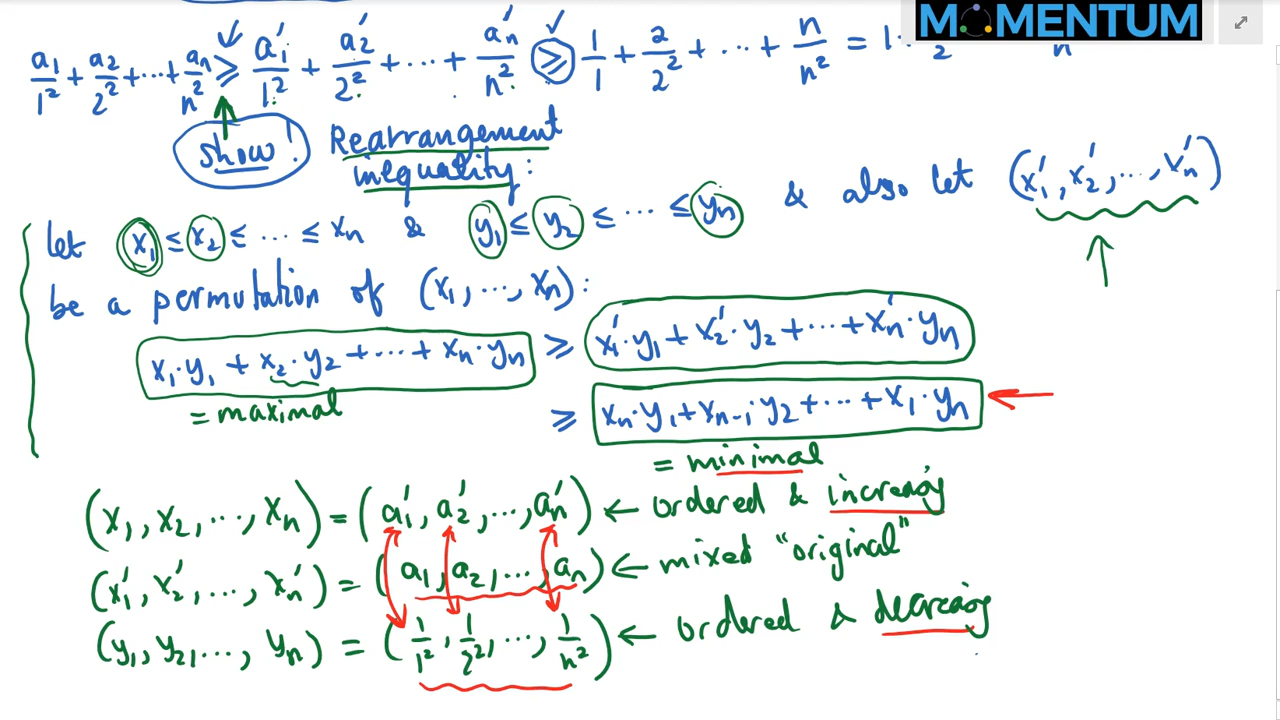 MOMENTUM
a₁/1² + a₂/2² + ... + aₙ/n² ≥ a₁'/1² + a₂'/2² + ... + aₙ'/n² ≥ 1/1 + 2/2² + ... + n/n² = 1
show! Rearrangement
inequality:
let x₁ ≤ x₂ ≤ ... ≤ xₙ & y₁ ≤ y₂ ≤ ... ≤ yₙ & also let (x₁', x₂', ..., xₙ')
be a permutation of (x₁, ..., xₙ):
x₁·y₁ + x₂·y₂ + ... + xₙ·yₙ ≥ x₁'·y₁ + x₂'·y₂ + ... + xₙ'·yₙ
= maximal ≥ xₙ·y₁ + xₙ₋₁·y₂ + ... + x₁·yₙ
= minimal
(x₁, x₂, ..., xₙ) = (a₁', a₂', ..., aₙ') ← ordered & increasing
(x₁', x₂', ..., xₙ') = (a₁, a₂, ..., aₙ) ← mixed "original"
(y₁, y₂, ..., yₙ) = (1/1², 1/2², ..., 1/n²) ← ordered & decreasing